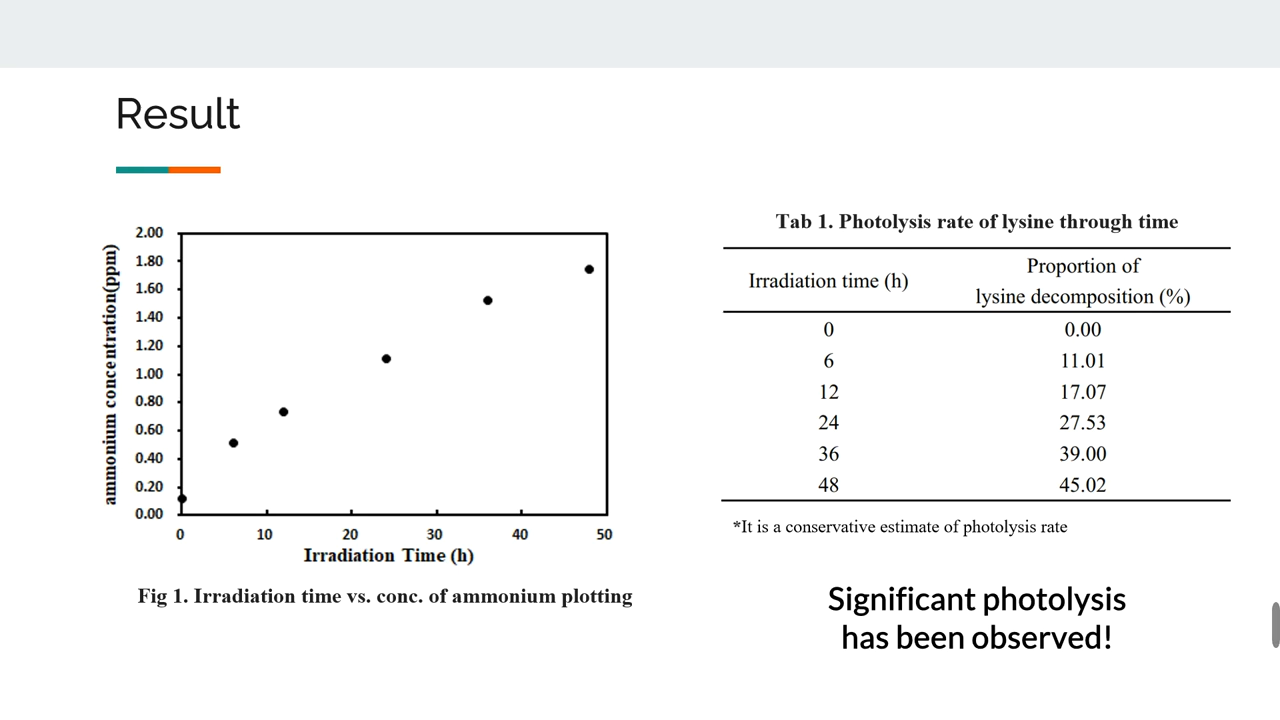 Result
2.00
1.80
1.60
1.40
1.20
1.00
0.80
0.60
0.40
0.20
0.00
ammonium concentration(ppm)
0 10 20 30 40 50
Irradiation Time (h)
Fig 1. Irradiation time vs. conc. of ammonium plotting
Tab 1. Photolysis rate of lysine through time
Irradiation time (h)
Proportion of
lysine decomposition (%)
0 0.00
6 11.01
12 17.07
24 27.53
36 39.00
48 45.02
*It is a conservative estimate of photolysis rate
Significant photolysis
has been observed!